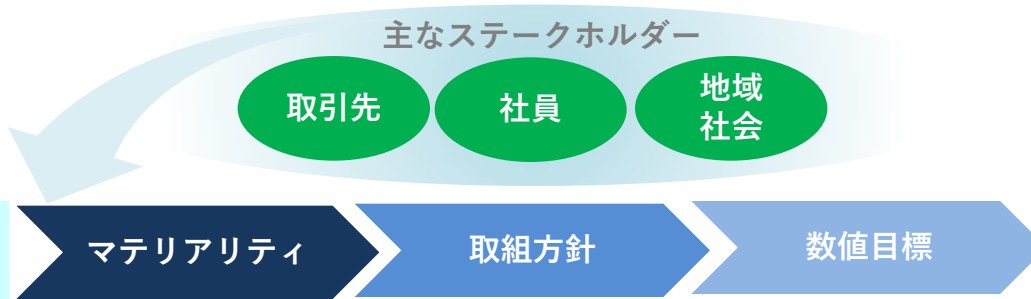 主なステークホルダー
取引先
社員
地域
社会
マテリアリティ
取組方針
数値目標